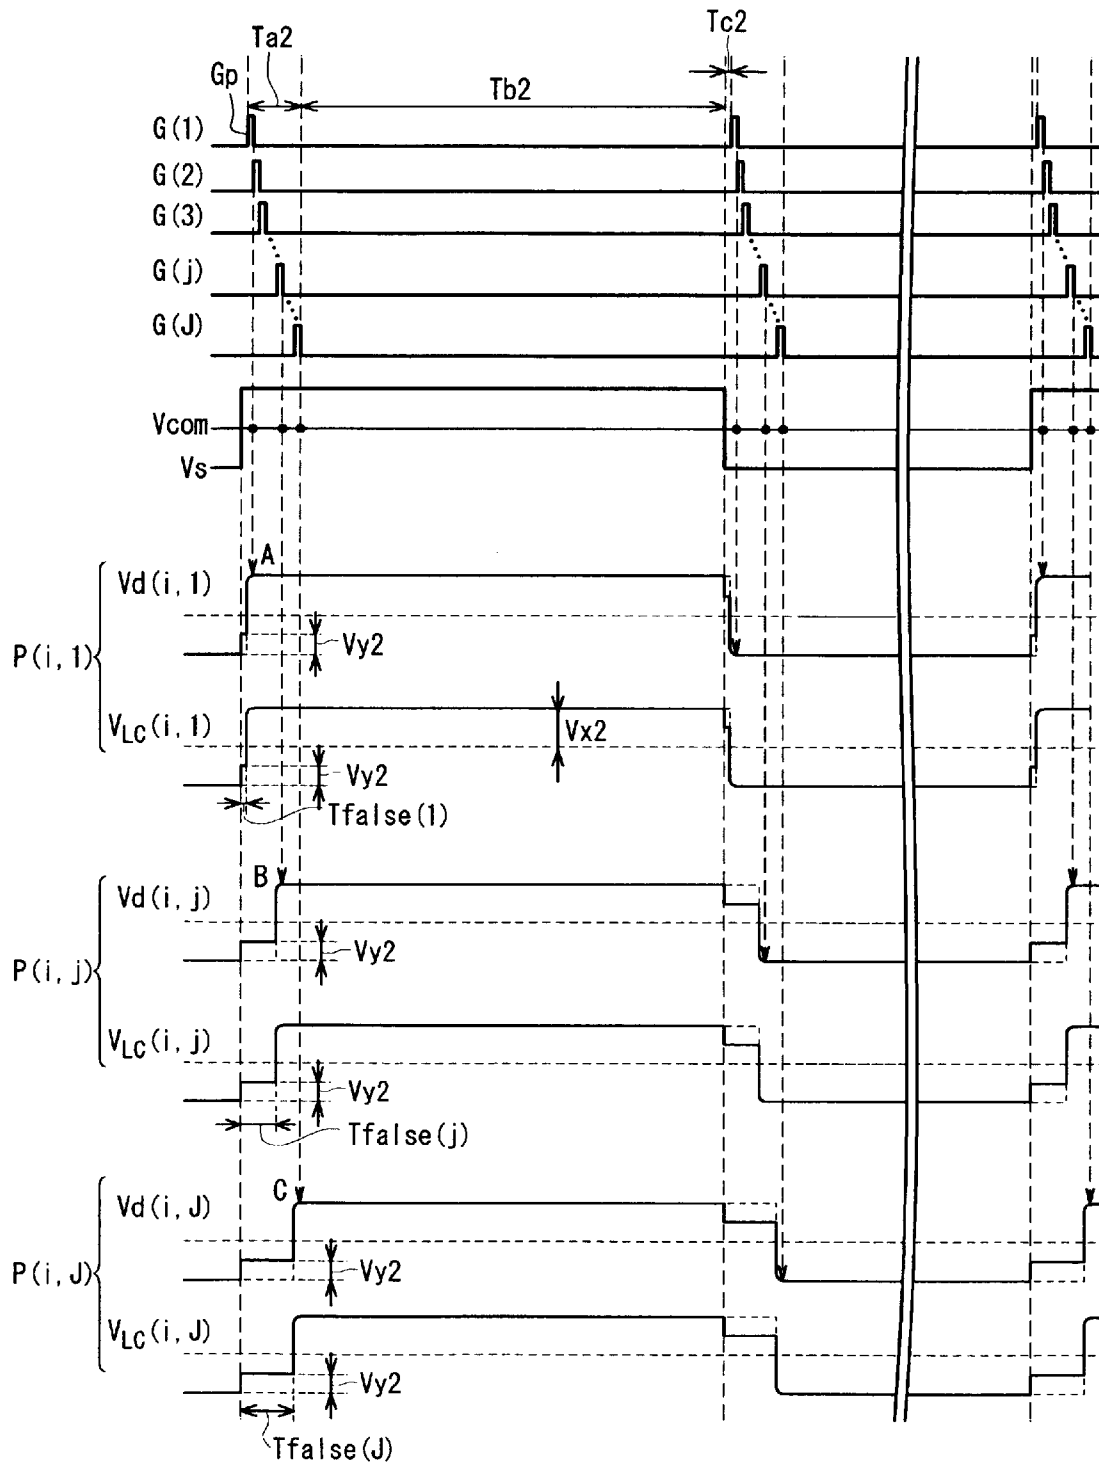 Tc2
Ta2
Gp
Tb2
G(1)
G(2)
G(3)
G(j)
G(J)
Vcom
Vs
A
Vd(i,1)
Vy2
P(i,1)
VLC(i,1)
Vx2
Vy2
Tfalse(1)
B
Vd(i,j)
Vy2
P(i,j)
VLC(i,j)
Vy2
Tfalse(j)
C
Vd(i,J)
Vy2
P(i,J)
VLC(i,J)
Vy2
Tfalse(J)